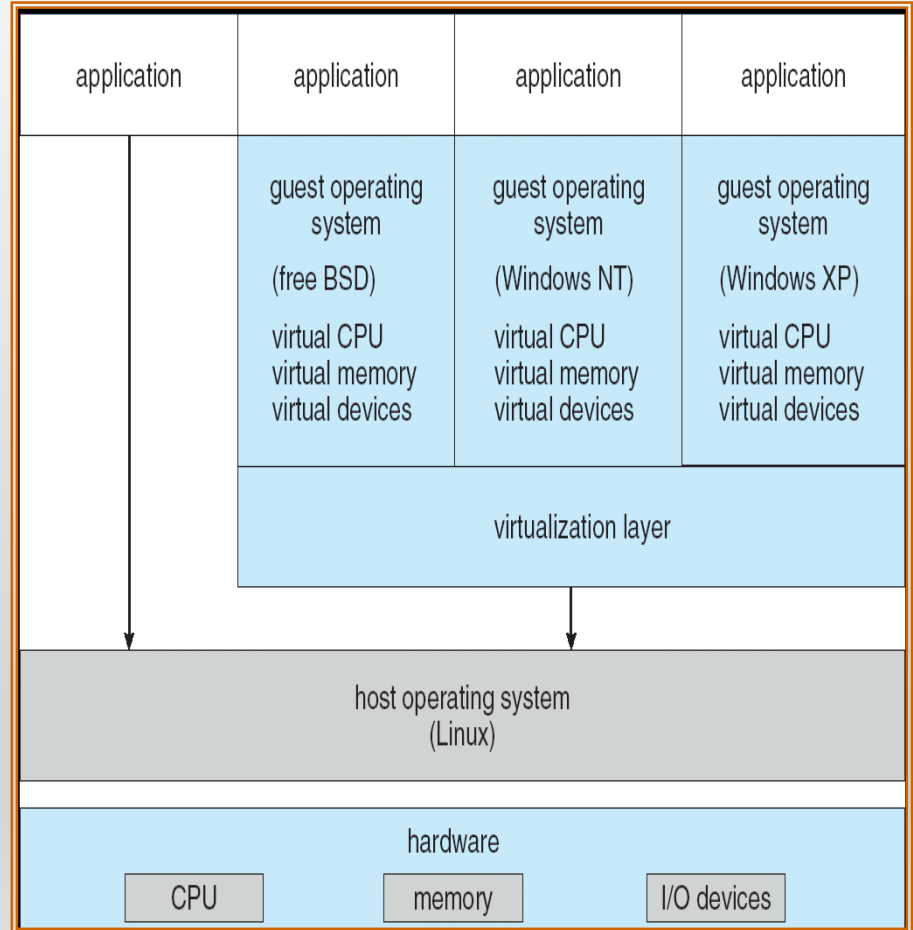 application
application
application
application
guest operating
system
(free BSD)
virtual CPU
virtual memory
virtual devices
guest operating
system
(Windows NT)
virtual CPU
virtual memory
virtual devices
guest operating
system
(Windows XP)
virtual CPU
virtual memory
virtual devices
virtualization layer
host operating system
(Linux)
hardware
CPU
memory
I/O devices